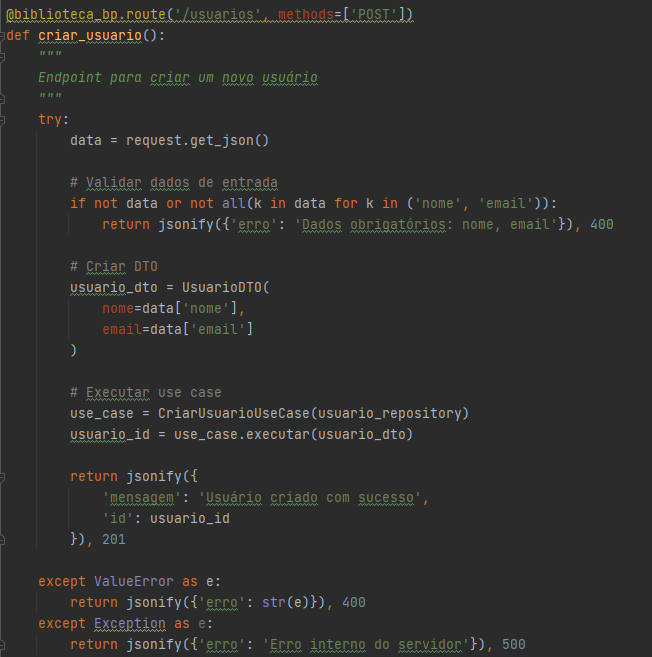 @biblioteca_bp.route('/usuarios', methods=['POST'])
def criar_usuario():
    """
    Endpoint para criar um novo usuário
    """
    try:
        data = request.get_json()

        # Validar dados de entrada
        if not data or not all(k in data for k in ('nome', 'email')):
            return jsonify({'erro': 'Dados obrigatórios: nome, email'}), 400

        # Criar DTO
        usuario_dto = UsuarioDTO(
            nome=data['nome'],
            email=data['email']
        )

        # Executar use case
        use_case = CriarUsuarioUseCase(usuario_repository)
        usuario_id = use_case.executar(usuario_dto)

        return jsonify({
            'mensagem': 'Usuário criado com sucesso',
            'id': usuario_id
        }), 201

    except ValueError as e:
        return jsonify({'erro': str(e)}), 400
    except Exception as e:
        return jsonify({'erro': 'Erro interno do servidor'}), 500